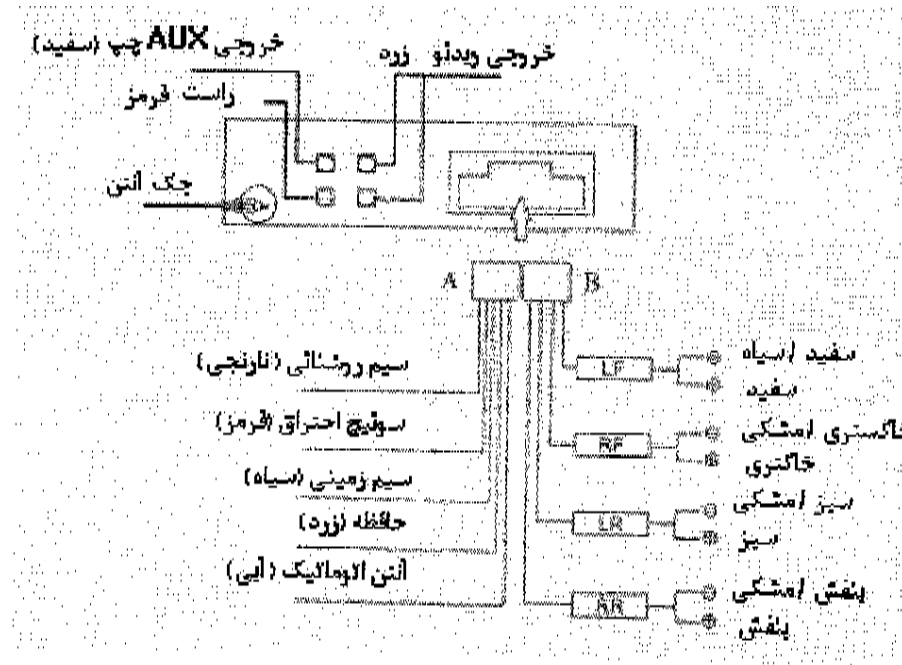 خروجی AUX چپ (سفید)
خروجی ویدئو زرد
راست قرمز
جک آنتن
A
B
سیم روشنائی (نارنجی)
سوئیچ احتراق (قرمز)
سیم زمینی (سیاه)
حافظه (زرد)
آنتن اتوماتیک (آبی)
LF
سفید / سیاه
سفید
RF
خاکستری / مشکی
خاکتری
LR
سبز / مشکی
سبز
RR
بنفش / مشکی
بنفش